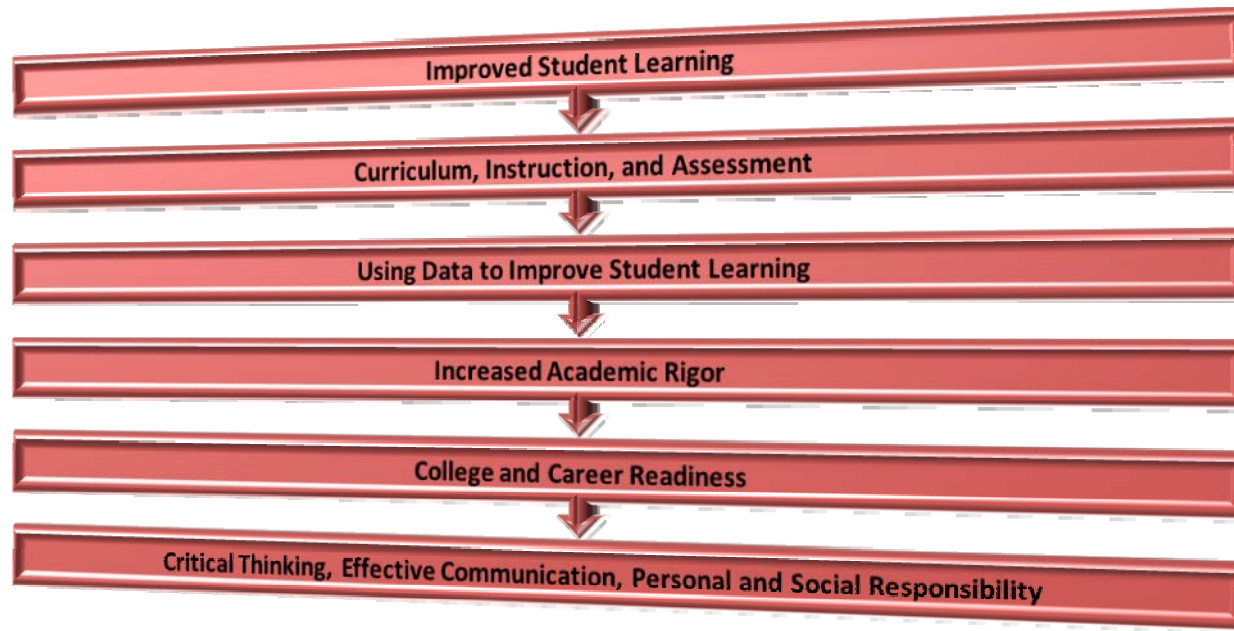 Improved Student Learning
Curriculum, Instruction, and Assessment
Using Data to Improve Student Learning
Increased Academic Rigor
College and Career Readiness
Critical Thinking, Effective Communication, Personal and Social Responsibility